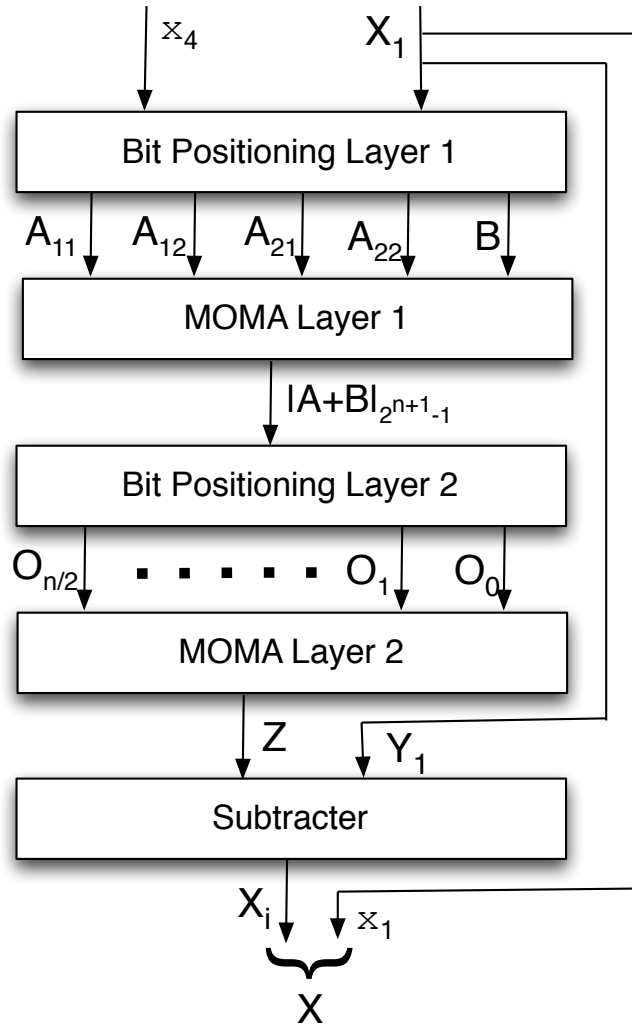 x₄ X₁
Bit Positioning Layer 1
A₁₁ A₁₂ A₂₁ A₂₂ B
MOMA Layer 1
|A+B|₂ⁿ⁺¹₋₁
Bit Positioning Layer 2
Oₙ/₂ ..... O₁ O₀
MOMA Layer 2
Z Y₁
Subtracter
Xᵢ x₁
X